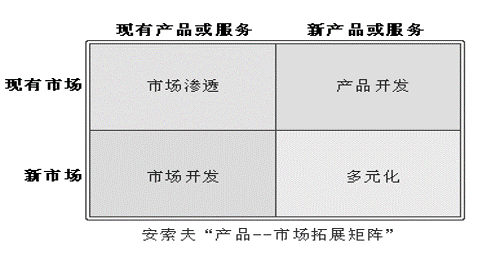 现有产品或服务 新产品或服务
现有市场 市场渗透 产品开发
新市场 市场开发 多元化
安索夫“产品--市场拓展矩阵”